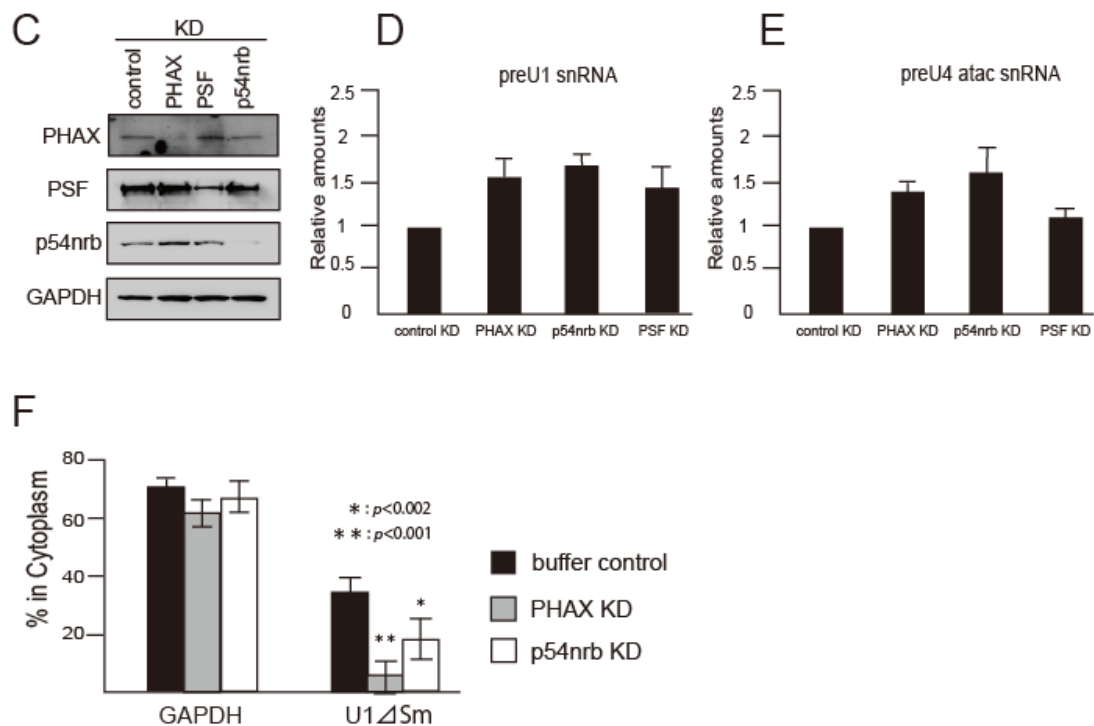 C
KD
control
PHAX
PSF
p54nrb
PHAX
PSF
p54nrb
GAPDH
D
preU1 snRNA
Relative amounts
2.5
2
1.5
1
0.5
0
control KD
PHAX KD
p54nrb KD
PSF KD
E
preU4 atac snRNA
Relative amounts
2.5
2
1.5
1
0.5
0
control KD
PHAX KD
p54nrb KD
PSF KD
F
% in Cytoplasm
80
60
40
20
* : p<0.002
** : p<0.001
**
*
GAPDH
U1⊿Sm
buffer control
PHAX KD
p54nrb KD